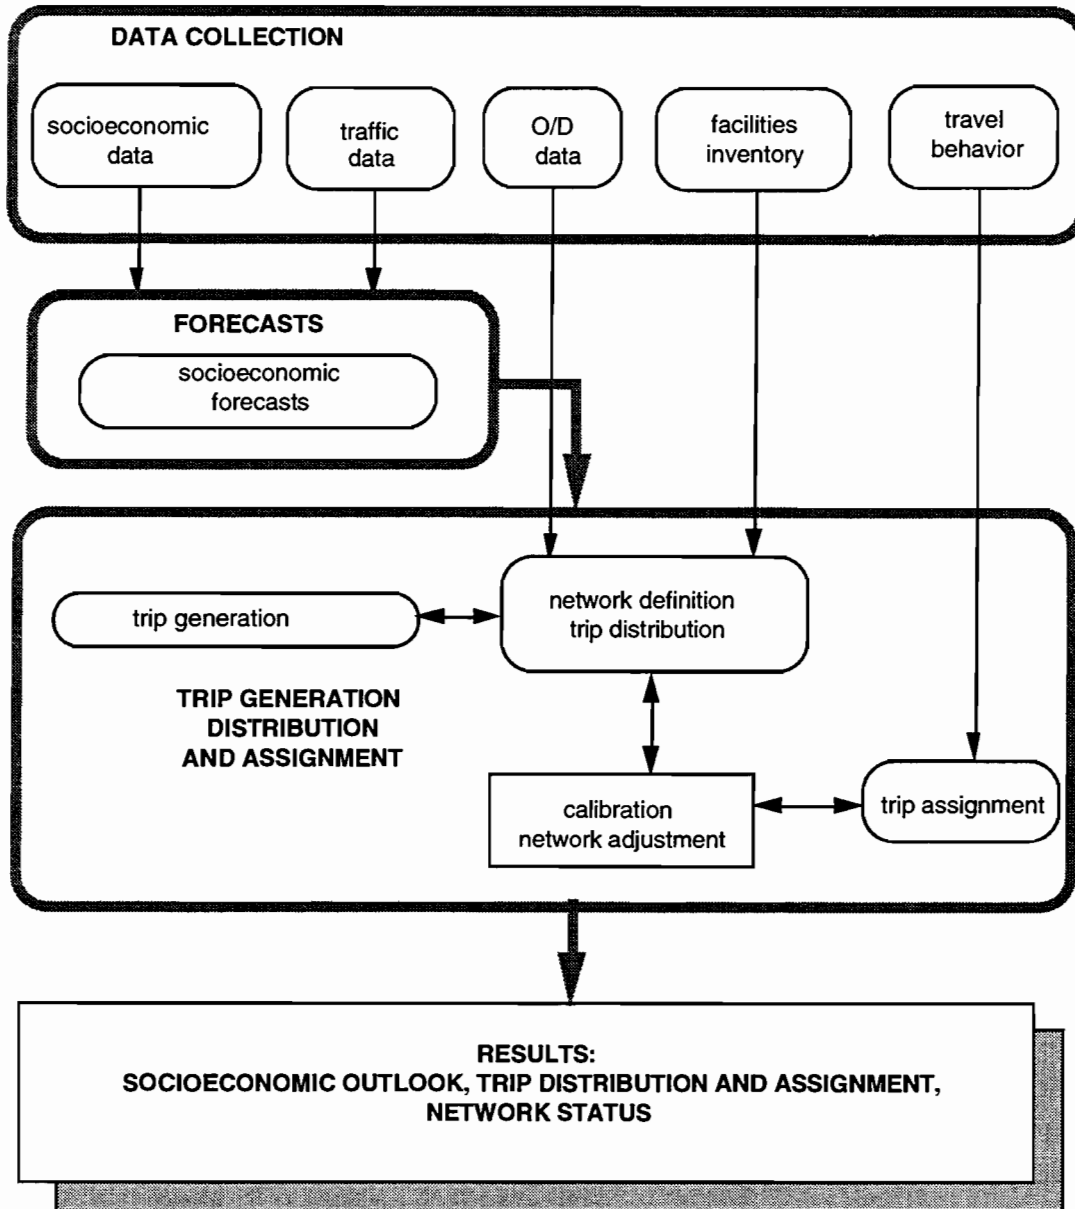 DATA COLLECTION
socioeconomic
data
traffic
data
O/D
data
facilities
inventory
travel
behavior
FORECASTS
socioeconomic
forecasts
trip generation
network definition
trip distribution
TRIP GENERATION
DISTRIBUTION
AND ASSIGNMENT
calibration
network adjustment
trip assignment
RESULTS:
SOCIOECONOMIC OUTLOOK, TRIP DISTRIBUTION AND ASSIGNMENT,
NETWORK STATUS